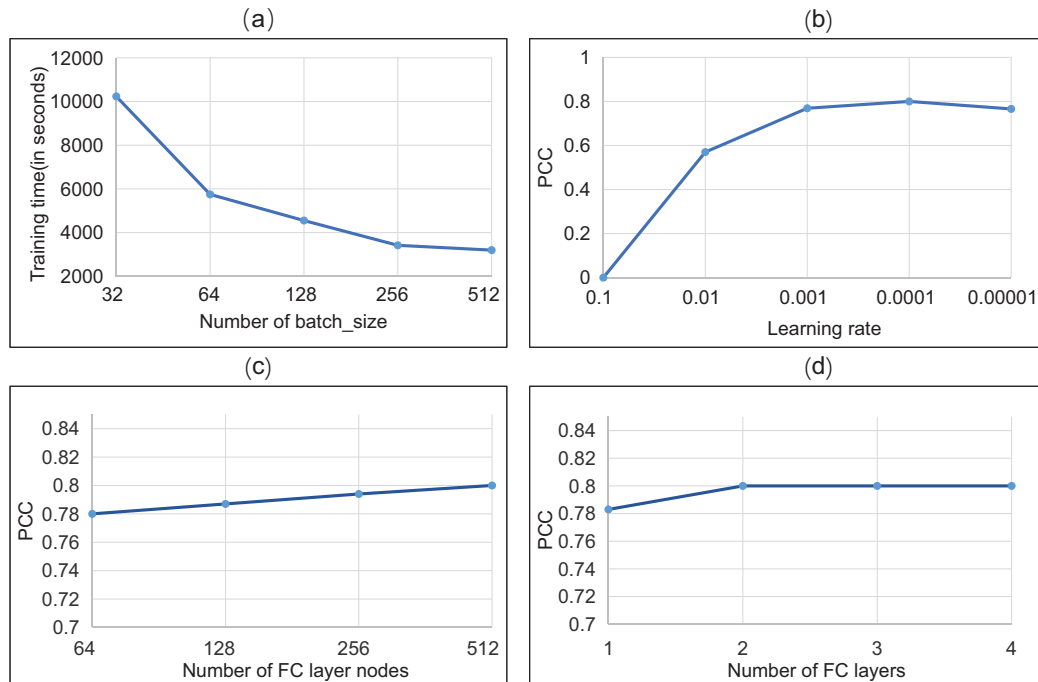 (a)
12000
10000
8000
6000
4000
2000
Training time(in seconds)
32 64 128 256 512
Number of batch_size
(b)
1
0.8
0.6
0.4
0.2
0
PCC
0.1 0.01 0.001 0.0001 0.00001
Learning rate
(c)
0.84
0.82
0.8
0.78
0.76
0.74
0.72
0.7
PCC
64 128 256 512
Number of FC layer nodes
(d)
0.84
0.82
0.8
0.78
0.76
0.74
0.72
0.7
PCC
1 2 3 4
Number of FC layers